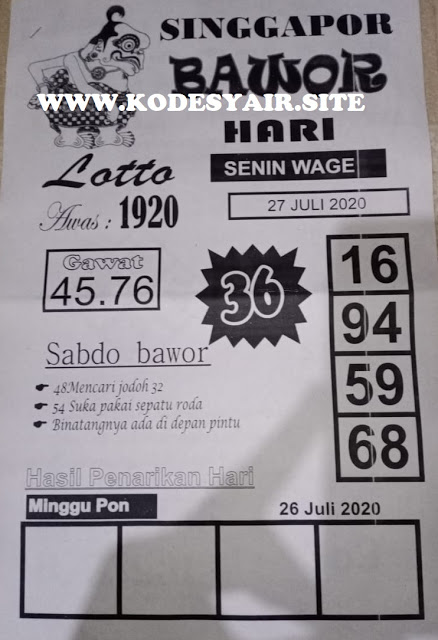 SINGGAPOR
BAWOR
WWW.KODESYAIR.SITE
HARI
Lotto
SENIN WAGE
Awas : 1920
27 JULI 2020
Gawat
45.76
36
16
94
59
68
Sabdo bawor
48Mencari jodoh 32
54 Suka pakai sepatu roda
Binatangnya ada di depan pintu
Hasil Penarikan Hari
Minggu Pon
26 Juli 2020